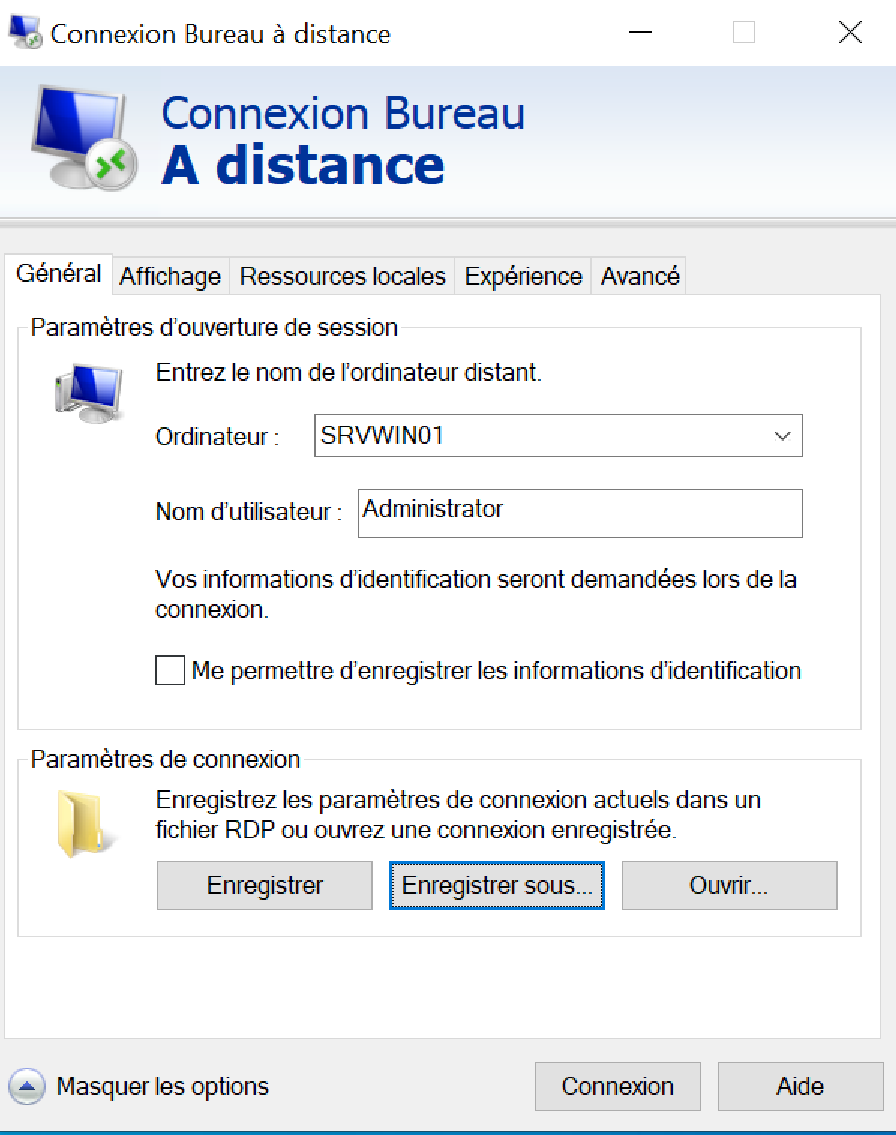 Connexion Bureau à distance
Connexion Bureau
A distance
Général Affichage Ressources locales Expérience Avancé
Paramètres d’ouverture de session
Entrez le nom de l’ordinateur distant.
Ordinateur : SRVWIN01
Nom d’utilisateur : Administrator
Vos informations d’identification seront demandées lors de la
connexion.
Me permettre d’enregistrer les informations d’identification
Paramètres de connexion
Enregistrez les paramètres de connexion actuels dans un
fichier RDP ou ouvrez une connexion enregistrée.
Enregistrer Enregistrer sous... Ouvrir...
Masquer les options Connexion Aide